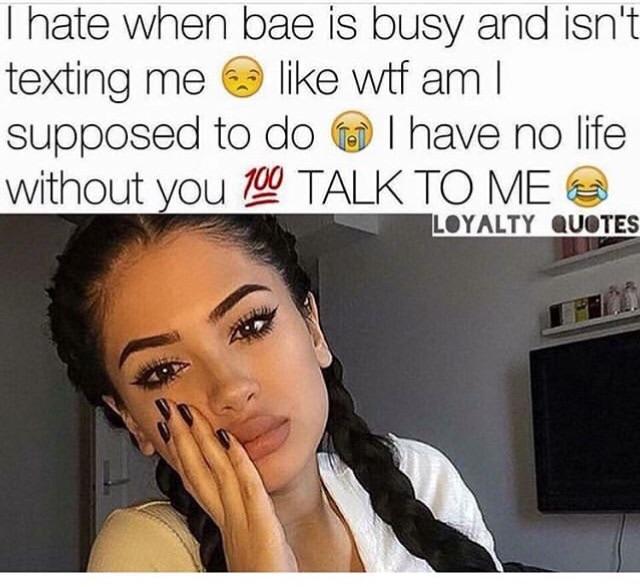 I hate when bae is busy and isn't
texting me 😒 like wtf am I
supposed to do 😭 I have no life
without you 💯 TALK TO ME 😂
LOYALTY QUOTES